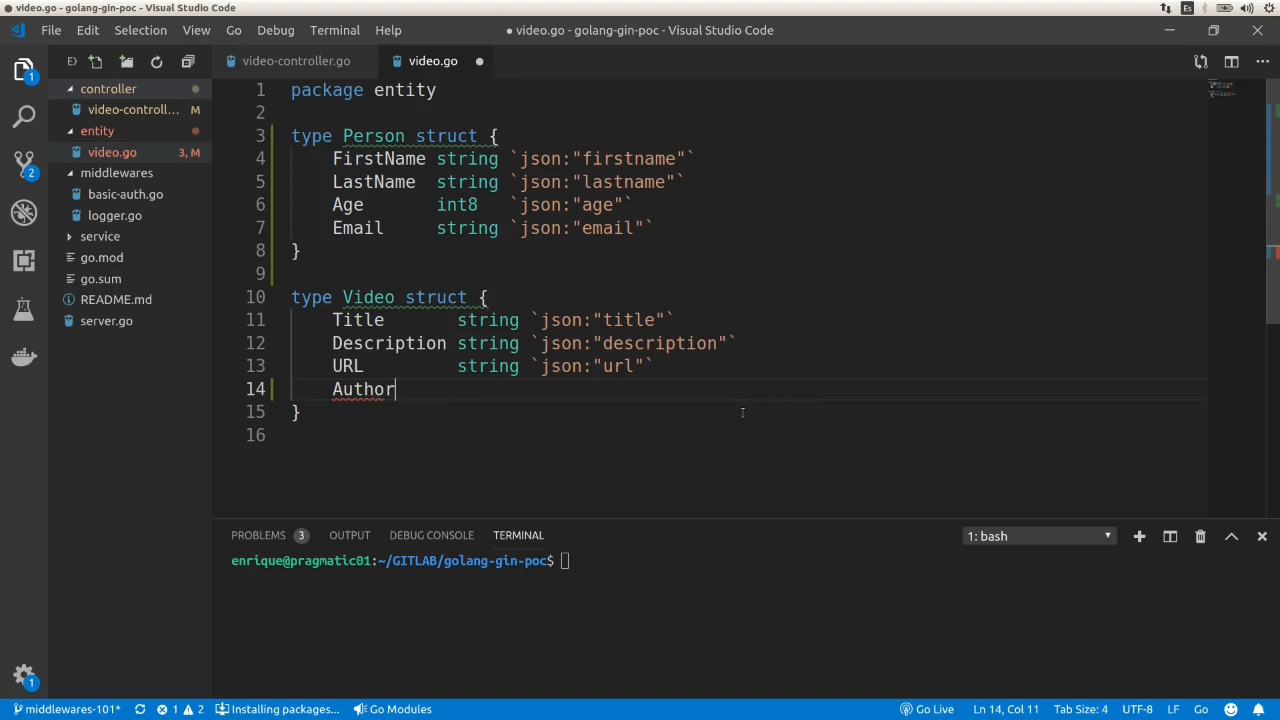 video.go - golang-gin-poc - Visual Studio Code
Es
File Edit Selection View Go Debug Terminal Help
● video.go - golang-gin-poc - Visual Studio Code
1
video-controller.go
video.go
controller
video-controll... M
entity
video.go 3, M
middlewares
basic-auth.go
logger.go
service
go.mod
go.sum
README.md
server.go
2
1 package entity
2
3 type Person struct {
4 FirstName string `json:"firstname"`
5 LastName string `json:"lastname"`
6 Age int8 `json:"age"`
7 Email string `json:"email"`
8 }
9
10 type Video struct {
11 Title string `json:"title"`
12 Description string `json:"description"`
13 URL string `json:"url"`
14 Author
15 }
16
PROBLEMS 3 OUTPUT DEBUG CONSOLE TERMINAL
1: bash
enrique@pragmatic01:~/GITLAB/golang-gin-poc$
1
middlewares-101* 1 2 Installing packages... Go Modules
Go Live Ln 14, Col 11 Tab Size: 4 UTF-8 LF Go